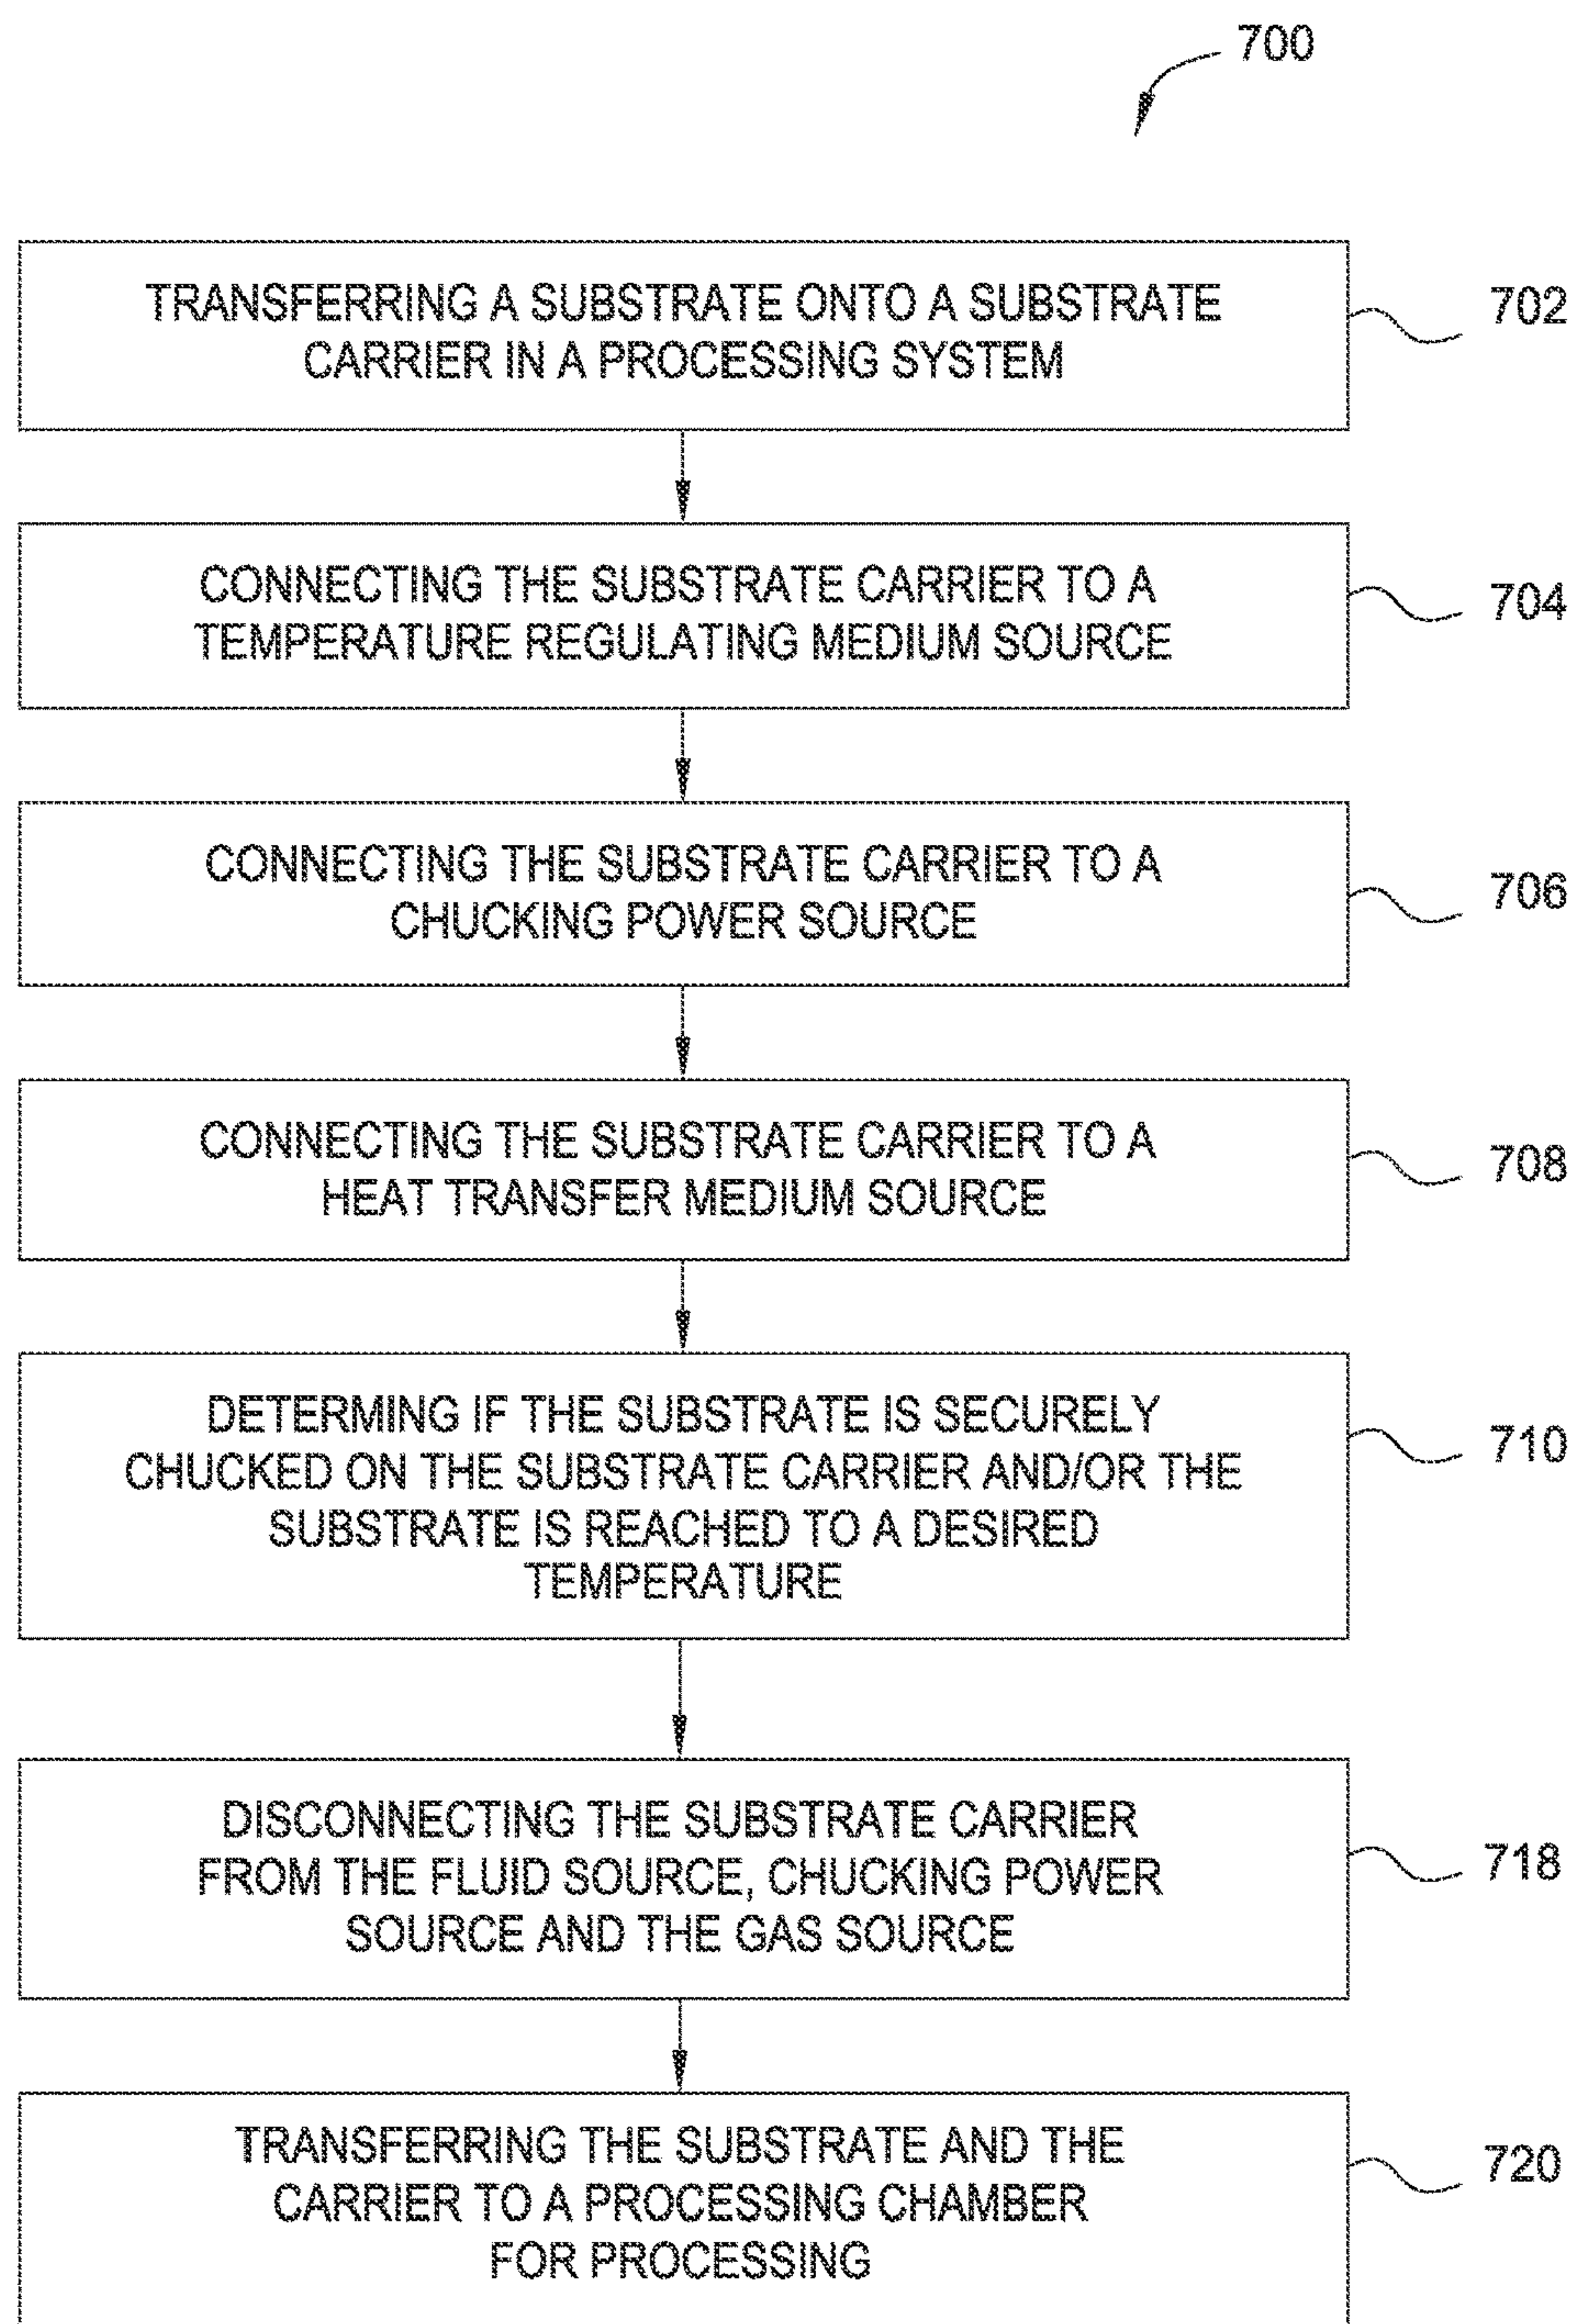 700
TRANSFERRING A SUBSTRATE ONTO A SUBSTRATE
CARRIER IN A PROCESSING SYSTEM
702
CONNECTING THE SUBSTRATE CARRIER TO A
TEMPERATURE REGULATING MEDIUM SOURCE
704
CONNECTING THE SUBSTRATE CARRIER TO A
CHUCKING POWER SOURCE
706
CONNECTING THE SUBSTRATE CARRIER TO A
HEAT TRANSFER MEDIUM SOURCE
708
DETERMING IF THE SUBSTRATE IS SECURELY
CHUCKED ON THE SUBSTRATE CARRIER AND/OR THE
SUBSTRATE IS REACHED TO A DESIRED
TEMPERATURE
710
DISCONNECTING THE SUBSTRATE CARRIER
FROM THE FLUID SOURCE, CHUCKING POWER
SOURCE AND THE GAS SOURCE
718
TRANSFERRING THE SUBSTRATE AND THE
CARRIER TO A PROCESSING CHAMBER
FOR PROCESSING
720